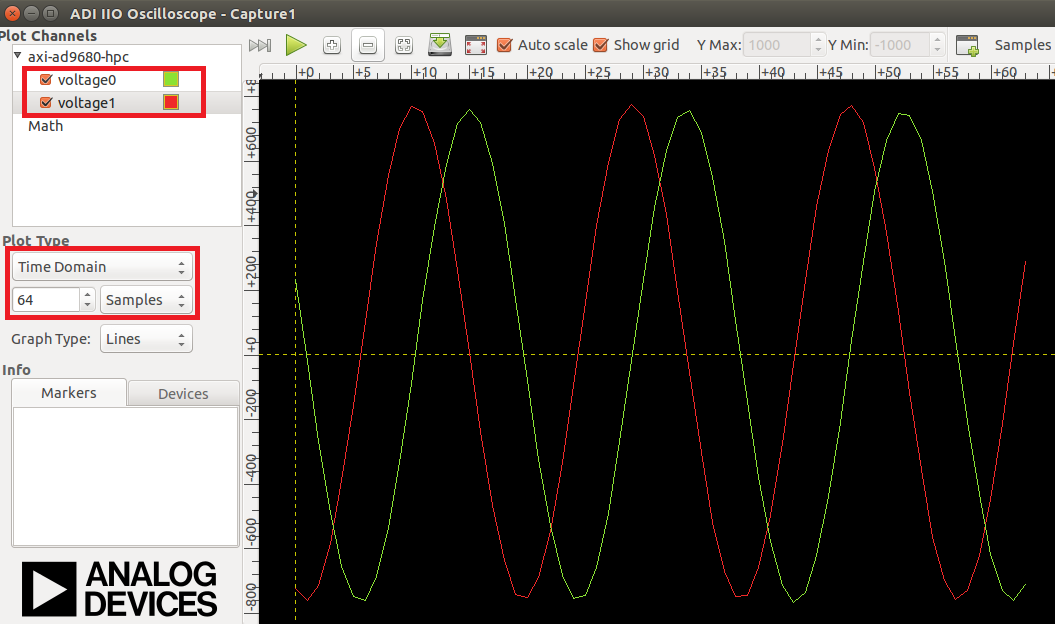 ADI IIO Oscilloscope - Capture1
Plot Channels
axi-ad9680-hpc
voltage0
voltage1
Math
Auto scale
Show grid
Y Max:
1000
Y Min:
-1000
Samples
+0 +5 +10 +15 +20 +25 +30 +35 +40 +45 +50 +55 +60
+8
+600
+400
+200
+0
-200
-400
-600
-800
Plot Type
Time Domain
64
Samples
Graph Type:
Lines
Info
Markers
Devices
ANALOG
DEVICES